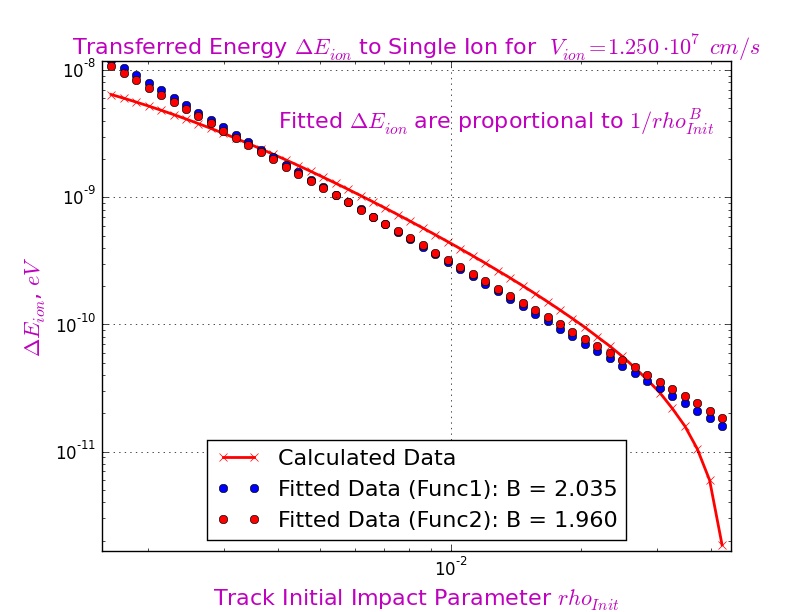 Transferred Energy ΔE_ion to Single Ion for V_ion=1.250·10^7 cm/s
Fitted ΔE_ion are proportional to 1/rho_Init^B
10^-8
10^-9
10^-10
10^-11
ΔE_ion, eV
Calculated Data
Fitted Data (Func1): B = 2.035
Fitted Data (Func2): B = 1.960
10^-2
Track Initial Impact Parameter rho_Init